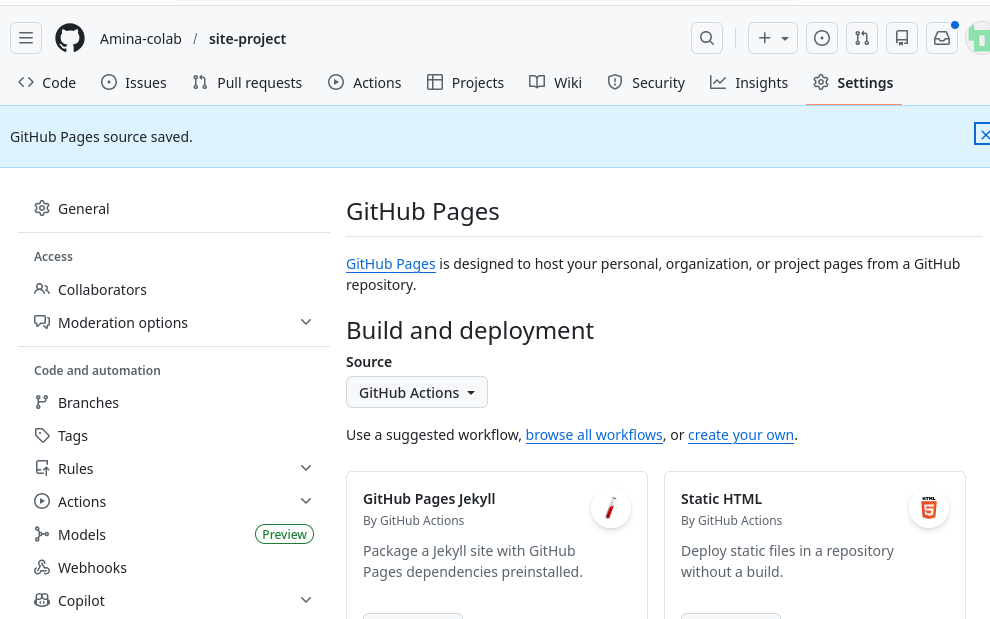 Amina-colab / site-project
Code Issues Pull requests Actions Projects Wiki Security Insights Settings
GitHub Pages source saved.
General
Access
Collaborators
Moderation options
Code and automation
Branches
Tags
Rules
Actions
Models Preview
Webhooks
Copilot
GitHub Pages
GitHub Pages is designed to host your personal, organization, or project pages from a GitHub
repository.
Build and deployment
Source
GitHub Actions
Use a suggested workflow, browse all workflows, or create your own.
GitHub Pages Jekyll
By GitHub Actions
Package a Jekyll site with GitHub
Pages dependencies preinstalled.
Static HTML
By GitHub Actions
HTML
5
Deploy static files in a repository
without a build.